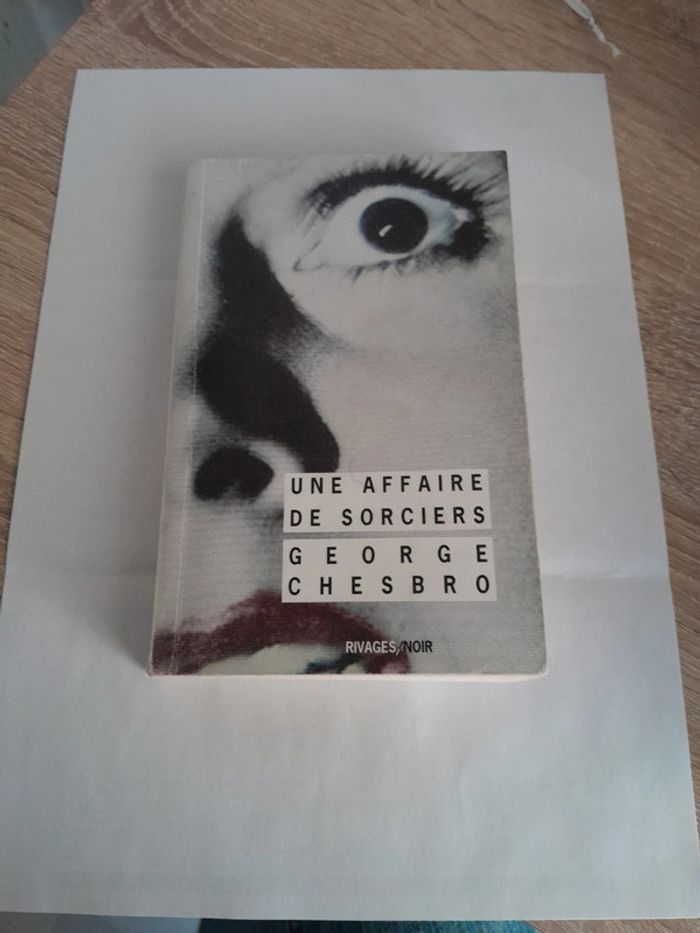 UNE AFFAIRE
DE SORCIERS
GEORGE
CHESBRO
RIVAGES/NOIR